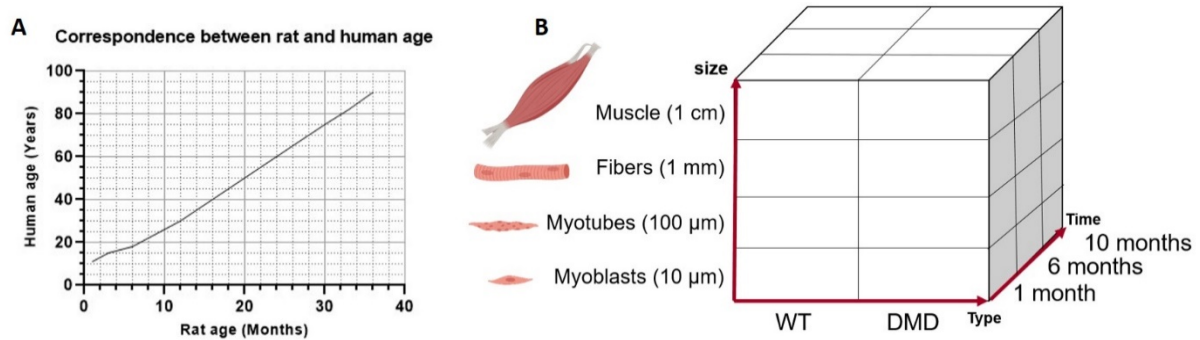 A
Correspondence between rat and human age
Human age (Years)
100
80
60
40
20
0
0 10 20 30 40
Rat age (Months)
B
size
Muscle (1 cm)
Fibers (1 mm)
Myotubes (100 µm)
Myoblasts (10 µm)
Time
10 months
6 months
1 month
WT DMD Type